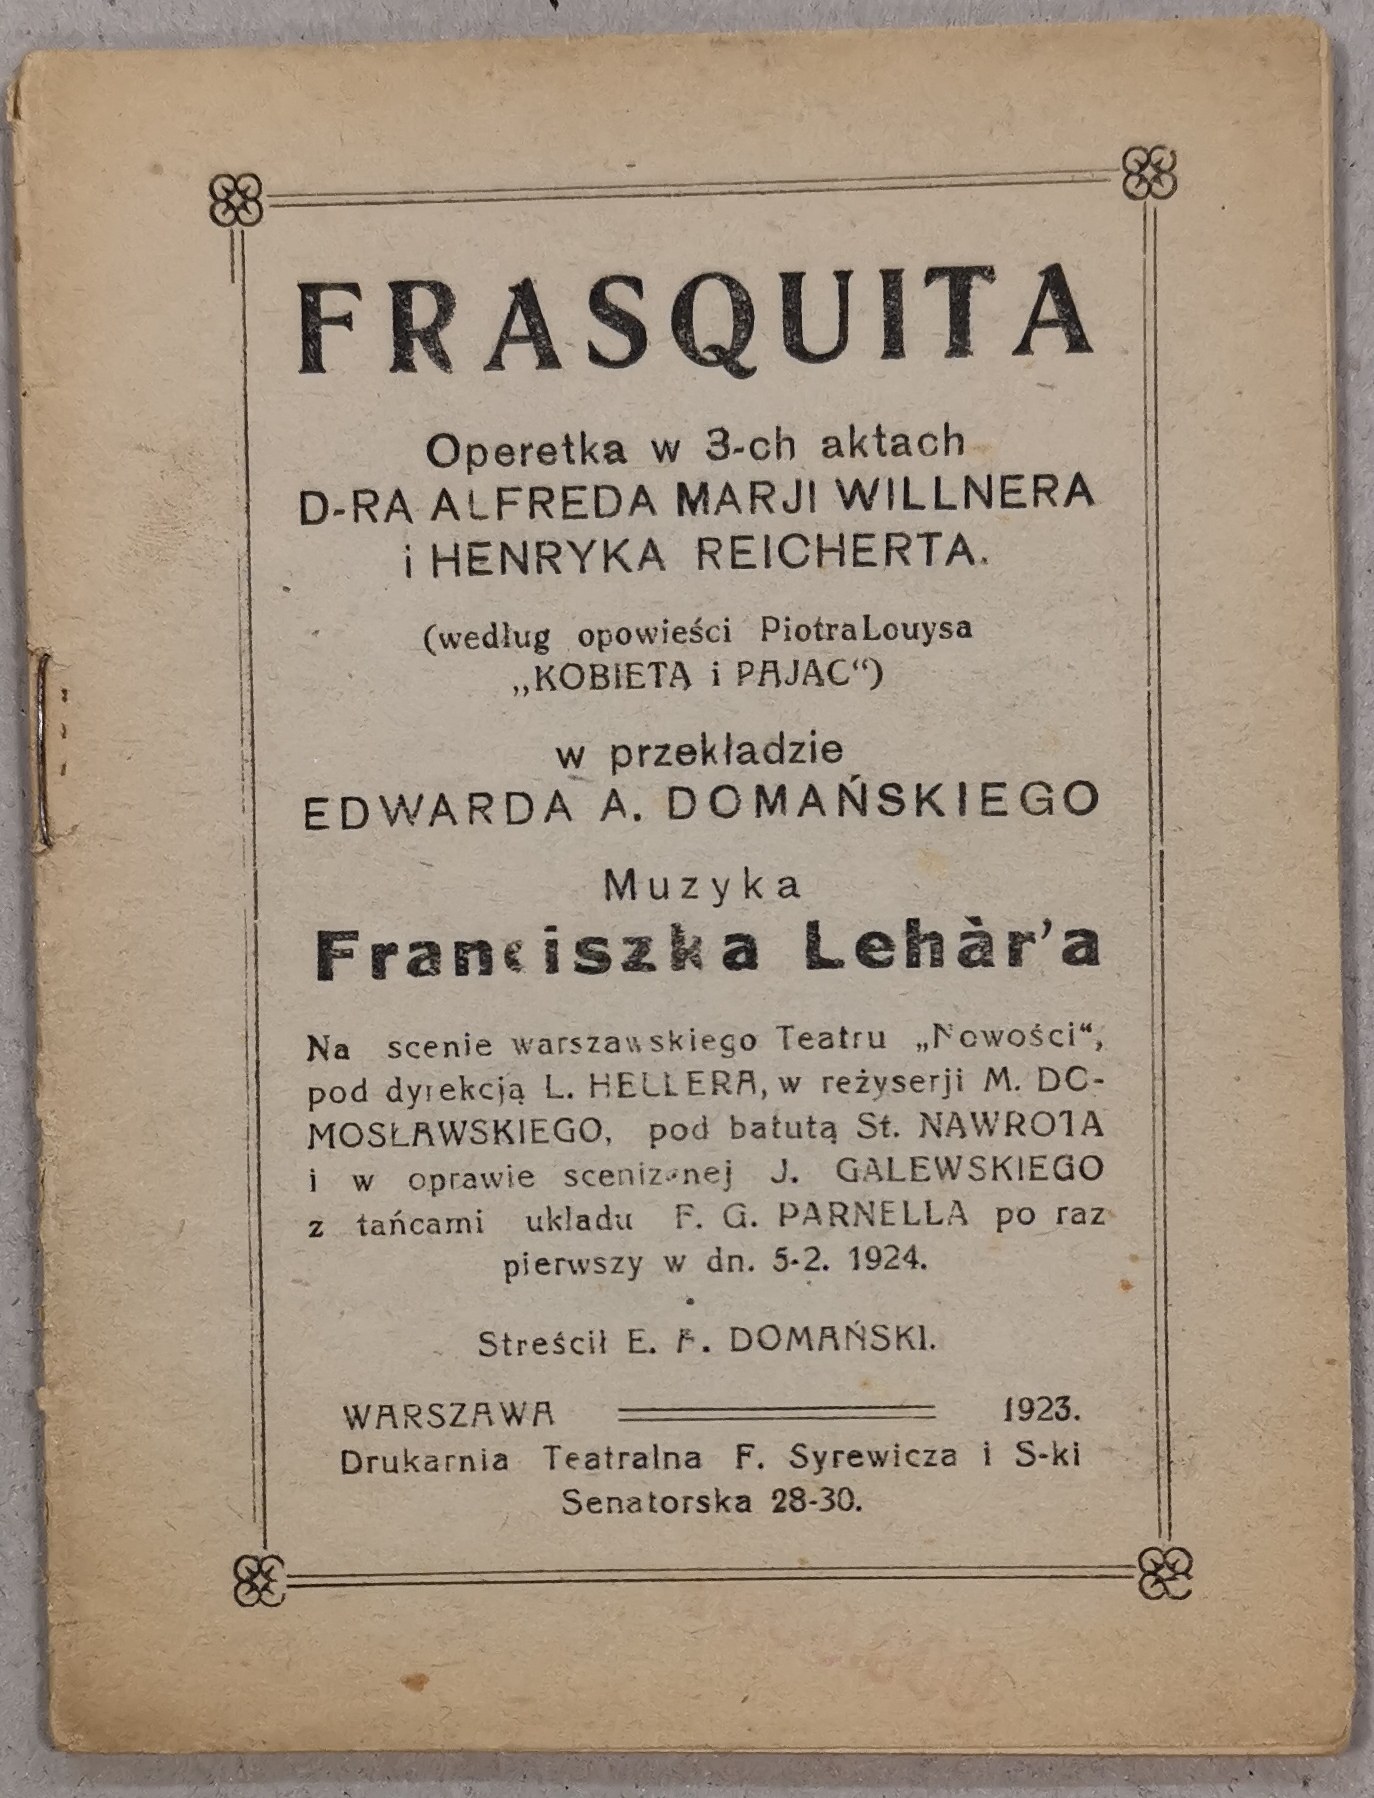 FRASQUITA
Operetka w 3-ch aktach
D-RA ALFREDA MARJI WILLNERA
i HENRYKA REICHERTA.
(według opowieści Piotra Louysa
„KOBIETA i PAJAC“)
w przekładzie
EDWARDA A. DOMAŃSKIEGO
Muzyka
Franciszka Lehàr’a
Na scenie warszawskiego Teatru „Nowości“,
pod dyrekcją L. HELLERA, w reżyserji M. DO-
MOSŁAWSKIEGO, pod batutą St. NAWROTA
i w oprawie scenizanej J. GALEWSKIEGO
z tańcami układu F. G. PARNELLA po raz
pierwszy w dn. 5-2. 1924.
Streścił E. A. DOMAŃSKI.
WARSZAWA 1923.
Drukarnia Teatralna F. Syrewicza i S-ki
Senatorska 28-30.